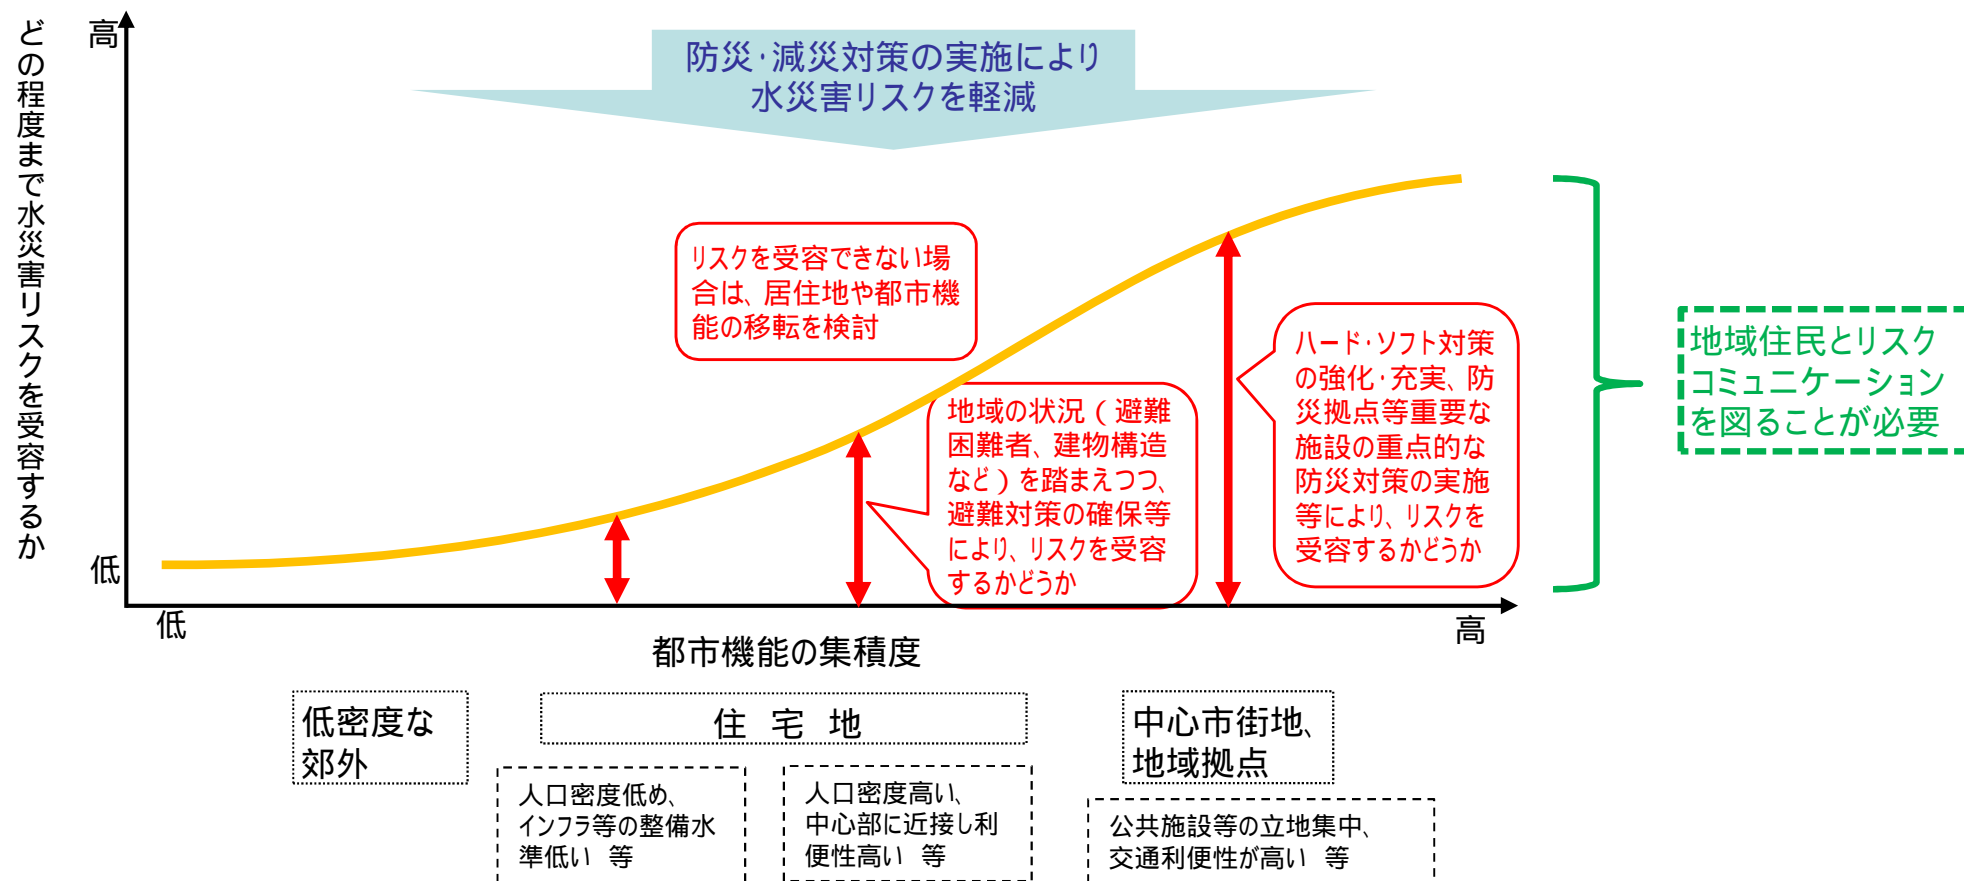 どの程度まで水災害リスクを受容するか
高
防災・減災対策の実施により
水災害リスクを軽減
リスクを受容できない場
合は、居住地や都市機
能の移転を検討
地域の状況（避難
困難者、建物構造
など）を踏まえつつ、
避難対策の確保等
により、リスクを受容
するかどうか
ハード・ソフト対策
の強化・充実、防
災拠点等重要な
施設の重点的な
防災対策の実施
等により、リスクを
受容するかどうか
地域住民とリスク
コミュニケーション
を図ることが必要
低
低
高
都市機能の集積度
低密度な
郊外
住 宅 地
中心市街地、
地域拠点
人口密度低め、
インフラ等の整備水
準低い 等
人口密度高い、
中心部に近接し利
便性高い 等
公共施設等の立地集中、
交通利便性が高い 等